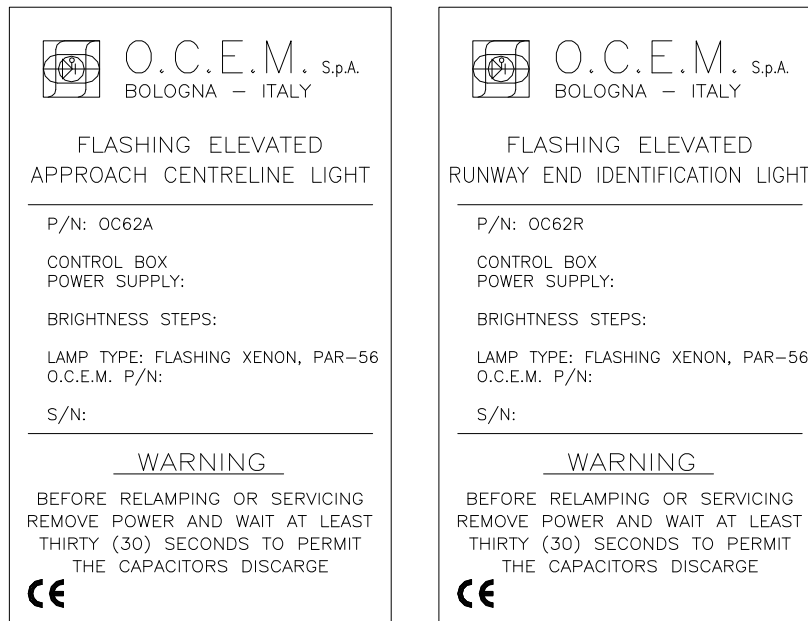 O.C.E.M. S.p.A.
BOLOGNA – ITALY
FLASHING ELEVATED
APPROACH CENTRELINE LIGHT
P/N: OC62A
CONTROL BOX
POWER SUPPLY:
BRIGHTNESS STEPS:
LAMP TYPE: FLASHING XENON, PAR–56
O.C.E.M. P/N:
S/N:
WARNING
BEFORE RELAMPING OR SERVICING
REMOVE POWER AND WAIT AT LEAST
THIRTY (30) SECONDS TO PERMIT
THE CAPACITORS DISCARGE
CE
O.C.E.M. S.p.A.
BOLOGNA – ITALY
FLASHING ELEVATED
RUNWAY END IDENTIFICATION LIGHT
P/N: OC62R
CONTROL BOX
POWER SUPPLY:
BRIGHTNESS STEPS:
LAMP TYPE: FLASHING XENON, PAR–56
O.C.E.M. P/N:
S/N:
WARNING
BEFORE RELAMPING OR SERVICING
REMOVE POWER AND WAIT AT LEAST
THIRTY (30) SECONDS TO PERMIT
THE CAPACITORS DISCARGE
CE